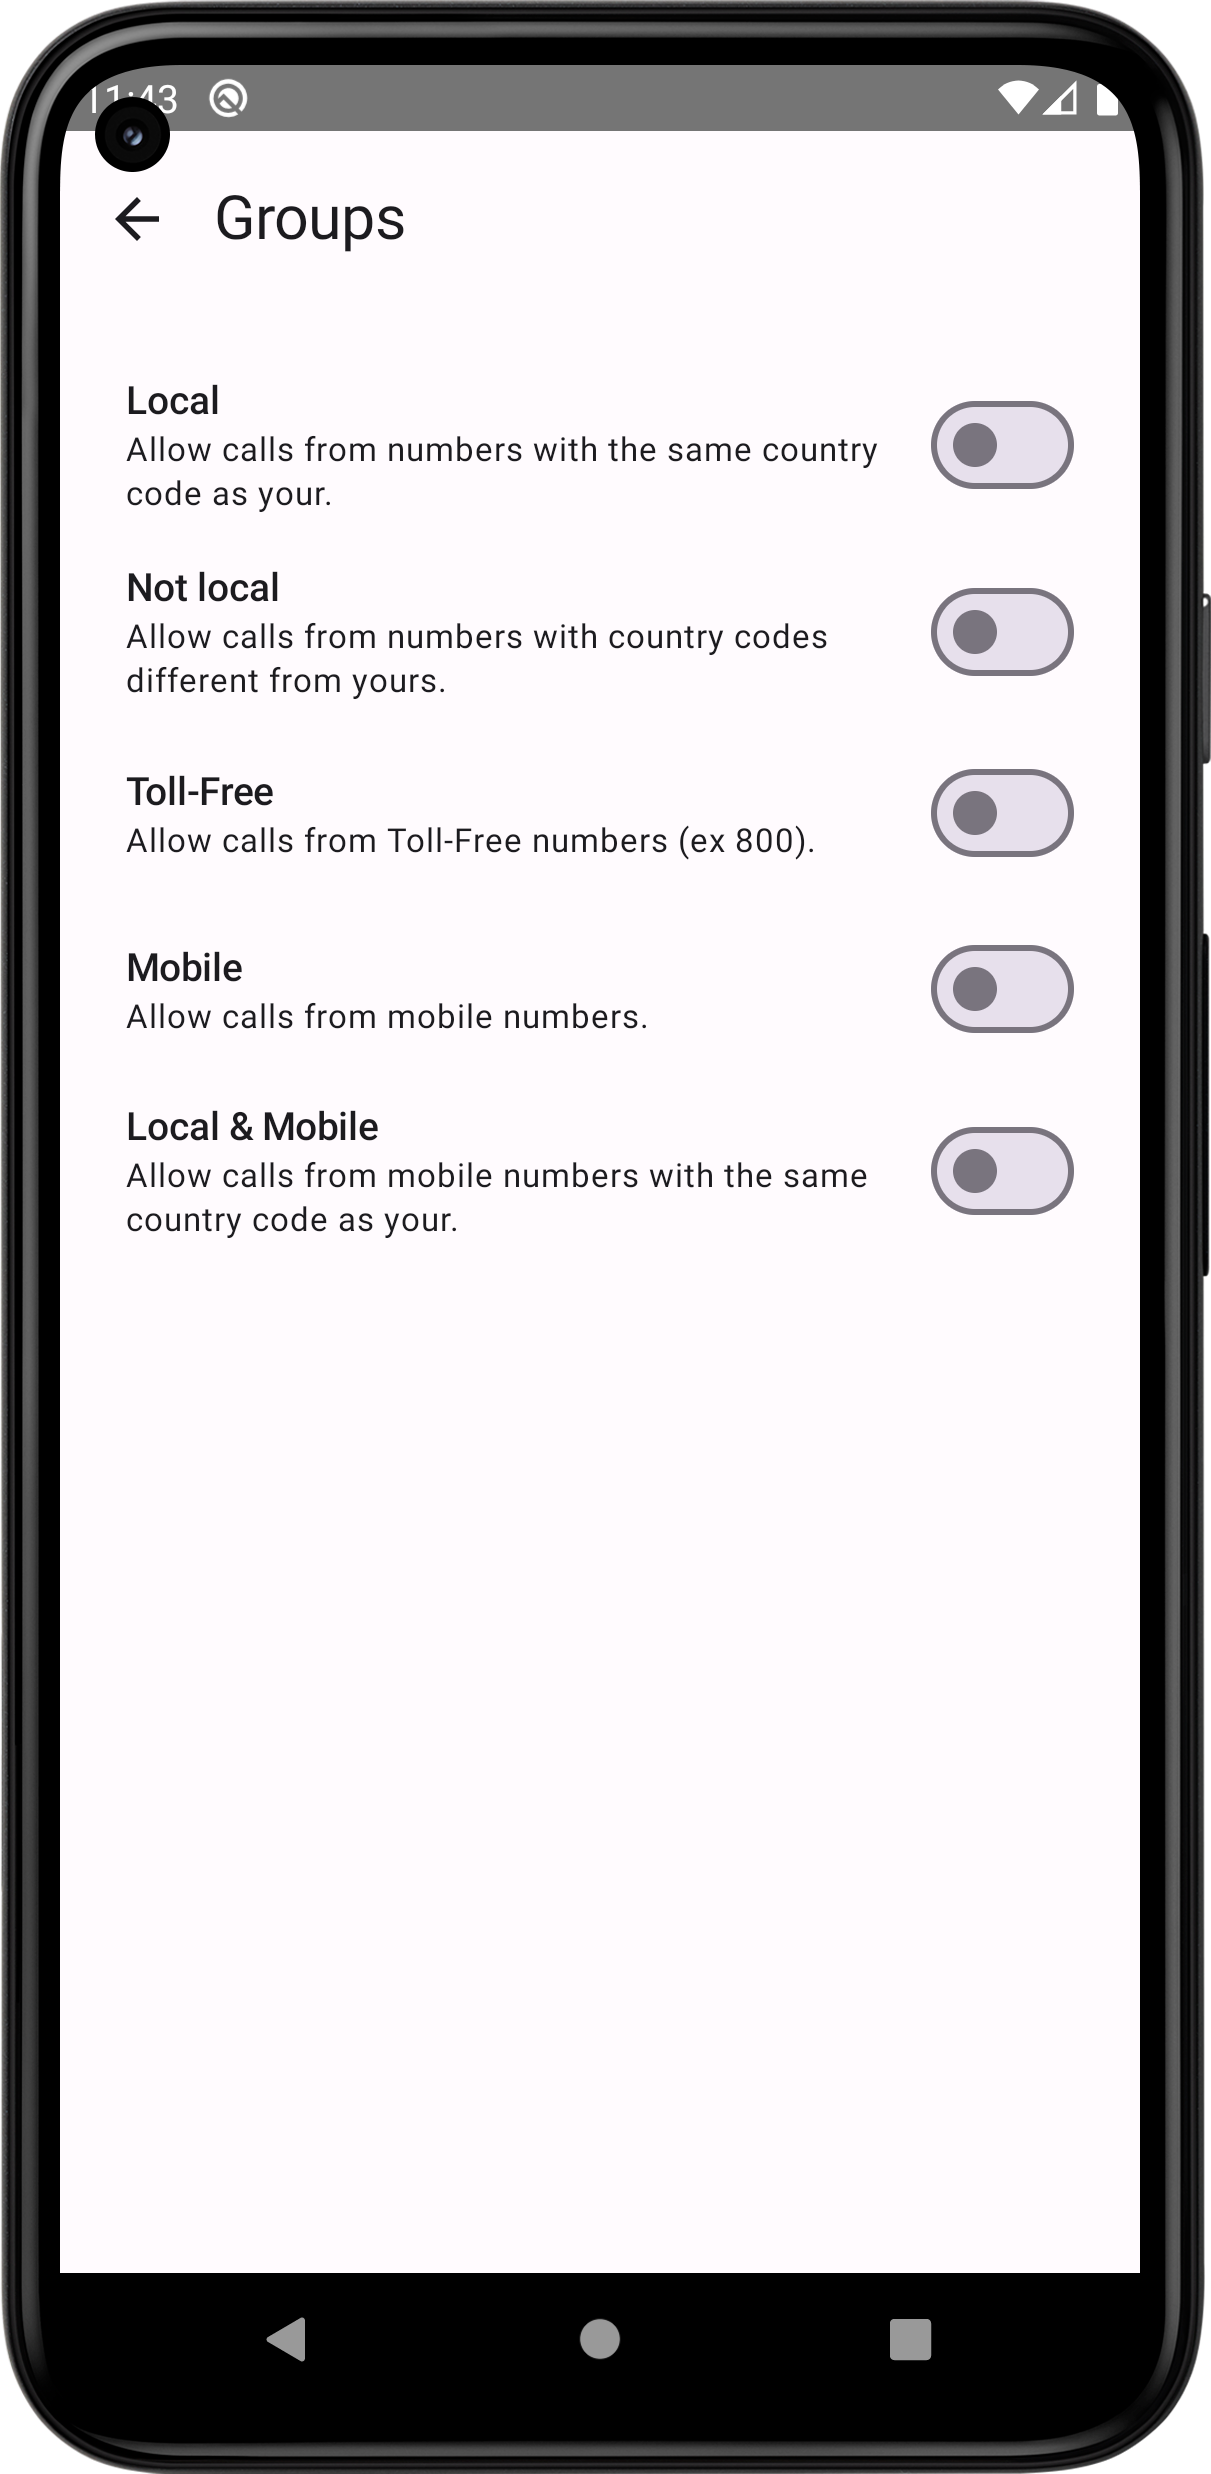 11:43
Groups
Local
Allow calls from numbers with the same country
code as your.
Not local
Allow calls from numbers with country codes
different from yours.
Toll-Free
Allow calls from Toll-Free numbers (ex 800).
Mobile
Allow calls from mobile numbers.
Local & Mobile
Allow calls from mobile numbers with the same
country code as your.